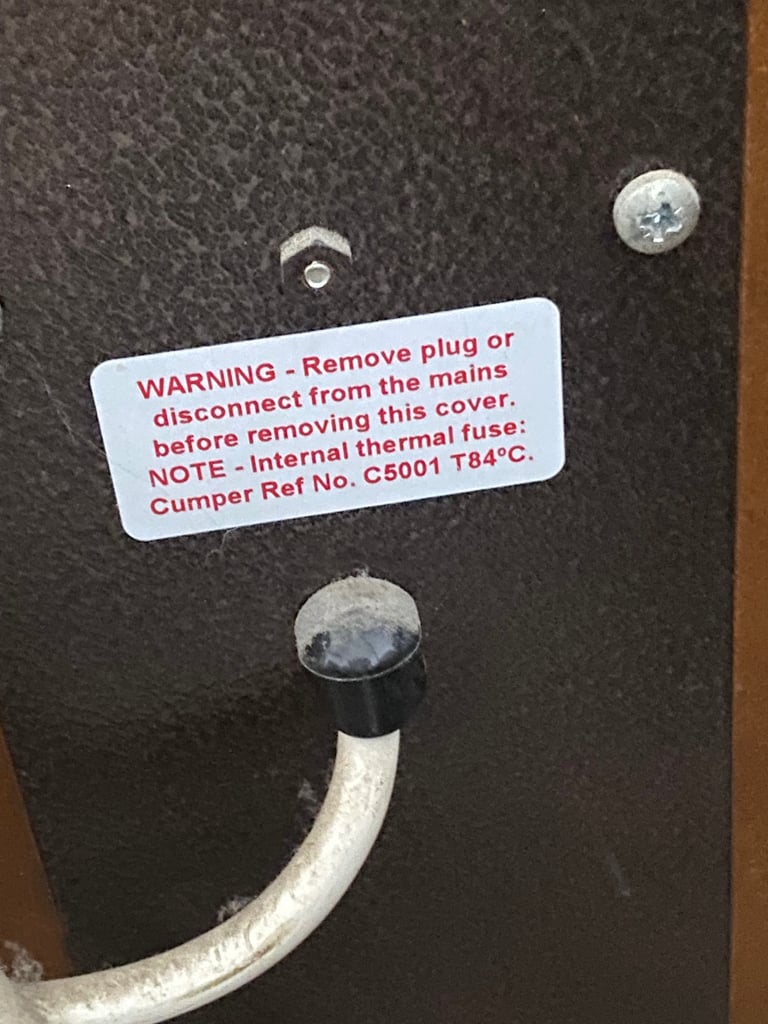 WARNING - Remove plug or
disconnect from the mains
before removing this cover.
NOTE - Internal thermal fuse:
Cumper Ref No. C5001 T84ºC.